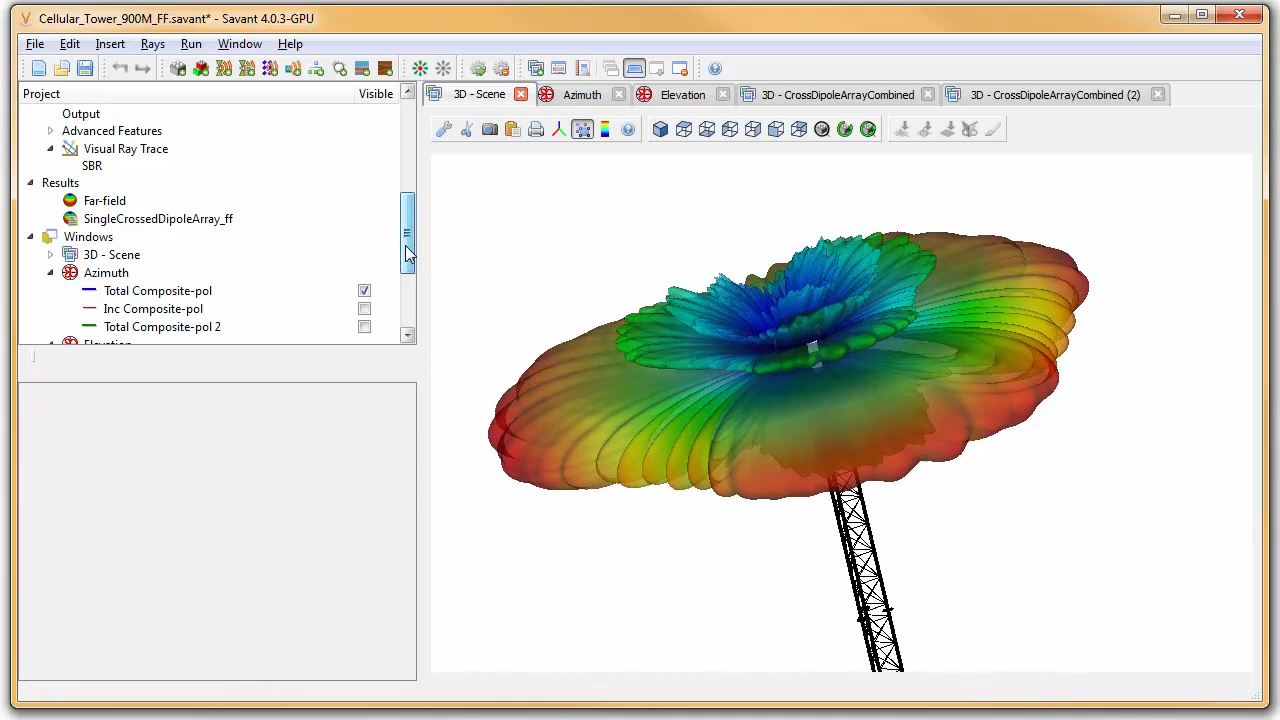 Cellular_Tower_900M_FF.savant* - Savant 4.0.3-GPU
File Edit Insert Rays Run Window Help
Project Visible
Output
Advanced Features
Visual Ray Trace
SBR
Results
Far-field
SingleCrossedDipoleArray_ff
Windows
3D - Scene
Azimuth
Total Composite-pol
Inc Composite-pol
Total Composite-pol 2
Elevation
3D - Scene Azimuth Elevation 3D - CrossDipoleArrayCombined 3D - CrossDipoleArrayCombined (2)